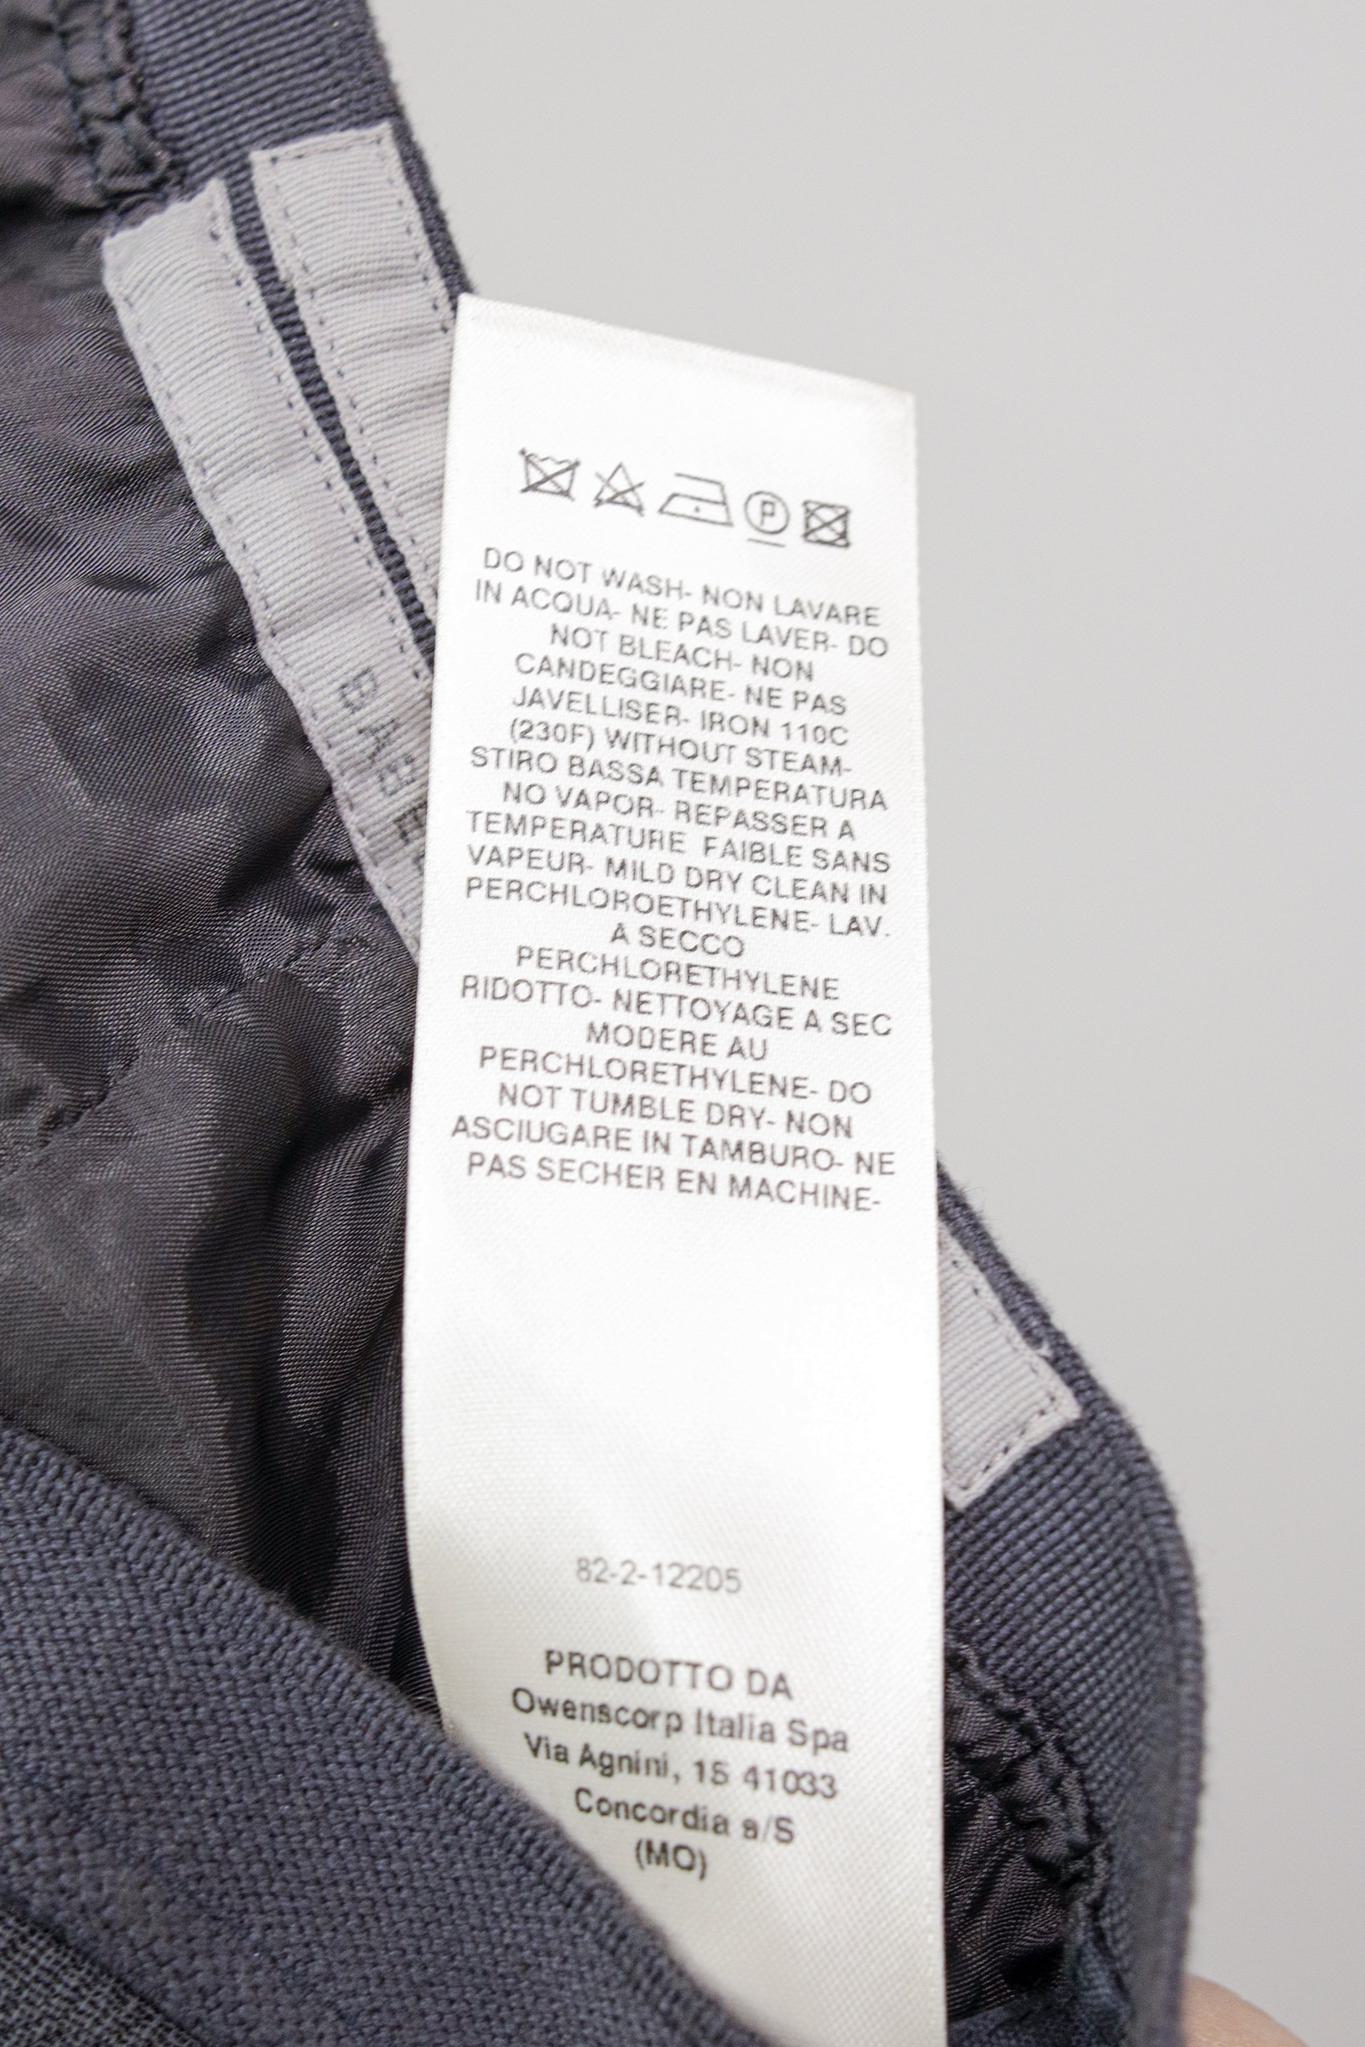 P
DO NOT WASH- NON LAVARE
IN ACQUA- NE PAS LAVER- DO
NOT BLEACH- NON
CANDEGGIARE- NE PAS
JAVELLISER- IRON 110C
(230F) WITHOUT STEAM-
STIRO BASSA TEMPERATURA
NO VAPOR- REPASSER A
TEMPERATURE FAIBLE SANS
VAPEUR- MILD DRY CLEAN IN
PERCHLOROETHYLENE- LAV.
A SECCO
PERCHLORETHYLENE
RIDOTTO- NETTOYAGE A SEC
MODERE AU
PERCHLORETHYLENE- DO
NOT TUMBLE DRY- NON
ASCIUGARE IN TAMBURO- NE
PAS SECHER EN MACHINE-
82-2-12205
PRODOTTO DA
Owenscorp Italia Spa
Via Agnini, 15 41033
Concordia s/S
(MO)